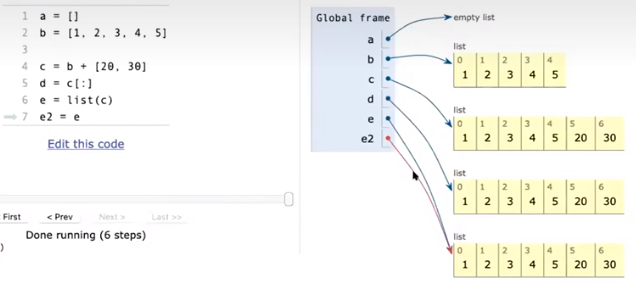 1 a = []
2 b = [1, 2, 3, 4, 5]
3
4 c = b + [20, 30]
5 d = c[:]
6 e = list(c)
7 e2 = e
Edit this code
First < Prev Next > Last >>
Done running (6 steps)
)
Global frame
a
b
c
d
e
e2
empty list
list
0 1 2 3 4
1 2 3 4 5
list
0 1 2 3 4 5 6
1 2 3 4 5 20 30
list
0 1 2 3 4 5 6
1 2 3 4 5 20 30
list
0 1 2 3 4 5 6
1 2 3 4 5 20 30